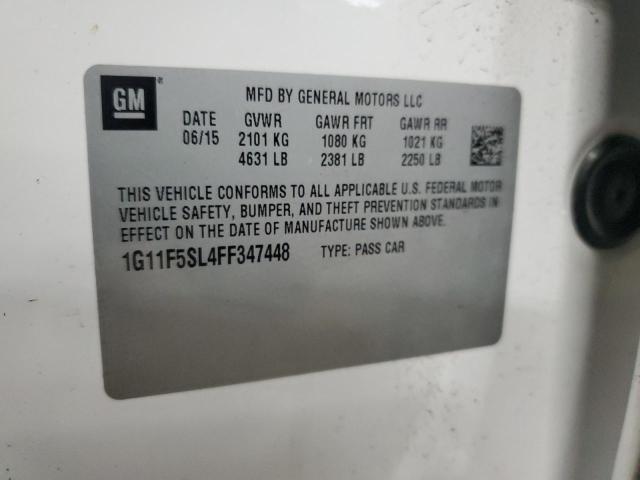 GM ®
MFD BY GENERAL MOTORS LLC
DATE GVWR GAWR FRT GAWR RR
06/15 2101 KG 1080 KG 1021 KG
4631 LB 2381 LB 2250 LB
THIS VEHICLE CONFORMS TO ALL APPLICABLE U.S. FEDERAL MOTOR
VEHICLE SAFETY, BUMPER, AND THEFT PREVENTION STANDARDS IN
EFFECT ON THE DATE OF MANUFACTURE SHOWN ABOVE.
1G11F5SL4FF347448 TYPE: PASS CAR